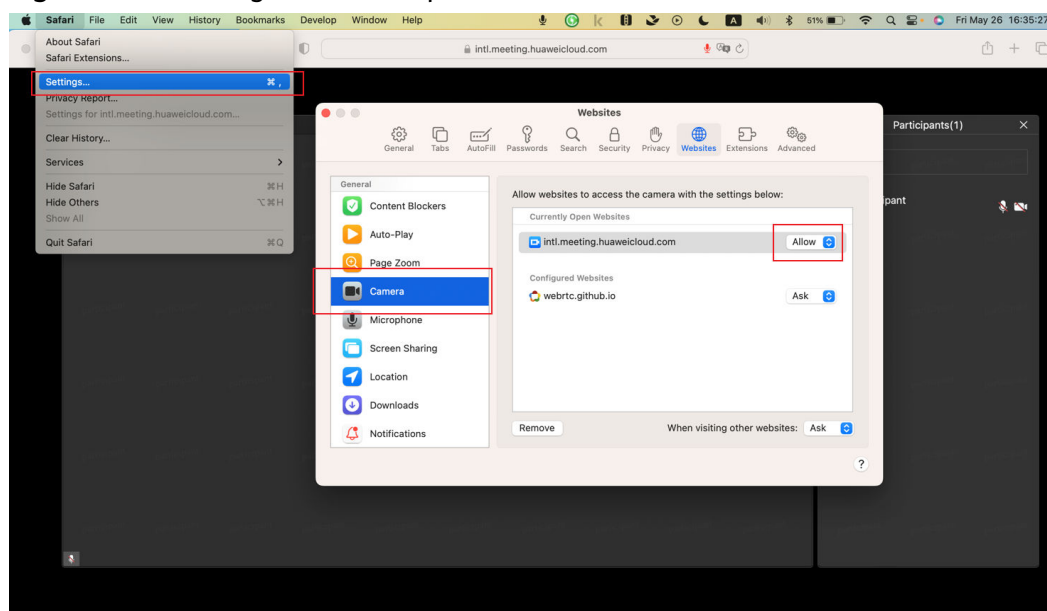 Safari File Edit View History Bookmarks Develop Window Help 51% Fri May 26 16:35:27
About Safari
Safari Extensions...
Settings... ⌘ ,
Privacy Report...
Settings for intl.meeting.huaweicloud.com...
Clear History...
Services
Hide Safari ⌘H
Hide Others ⌥⌘H
Show All
Quit Safari ⌘Q
intl.meeting.huaweicloud.com
Participants(1)
Websites
General Tabs AutoFill Passwords Search Security Privacy Websites Extensions Advanced
General
Content Blockers
Auto-Play
Page Zoom
Camera
Microphone
Screen Sharing
Location
Downloads
Notifications
Allow websites to access the camera with the settings below:
Currently Open Websites
intl.meeting.huaweicloud.com Allow
Configured Websites
webrtc.github.io Ask
Remove When visiting other websites: Ask
?
ipant